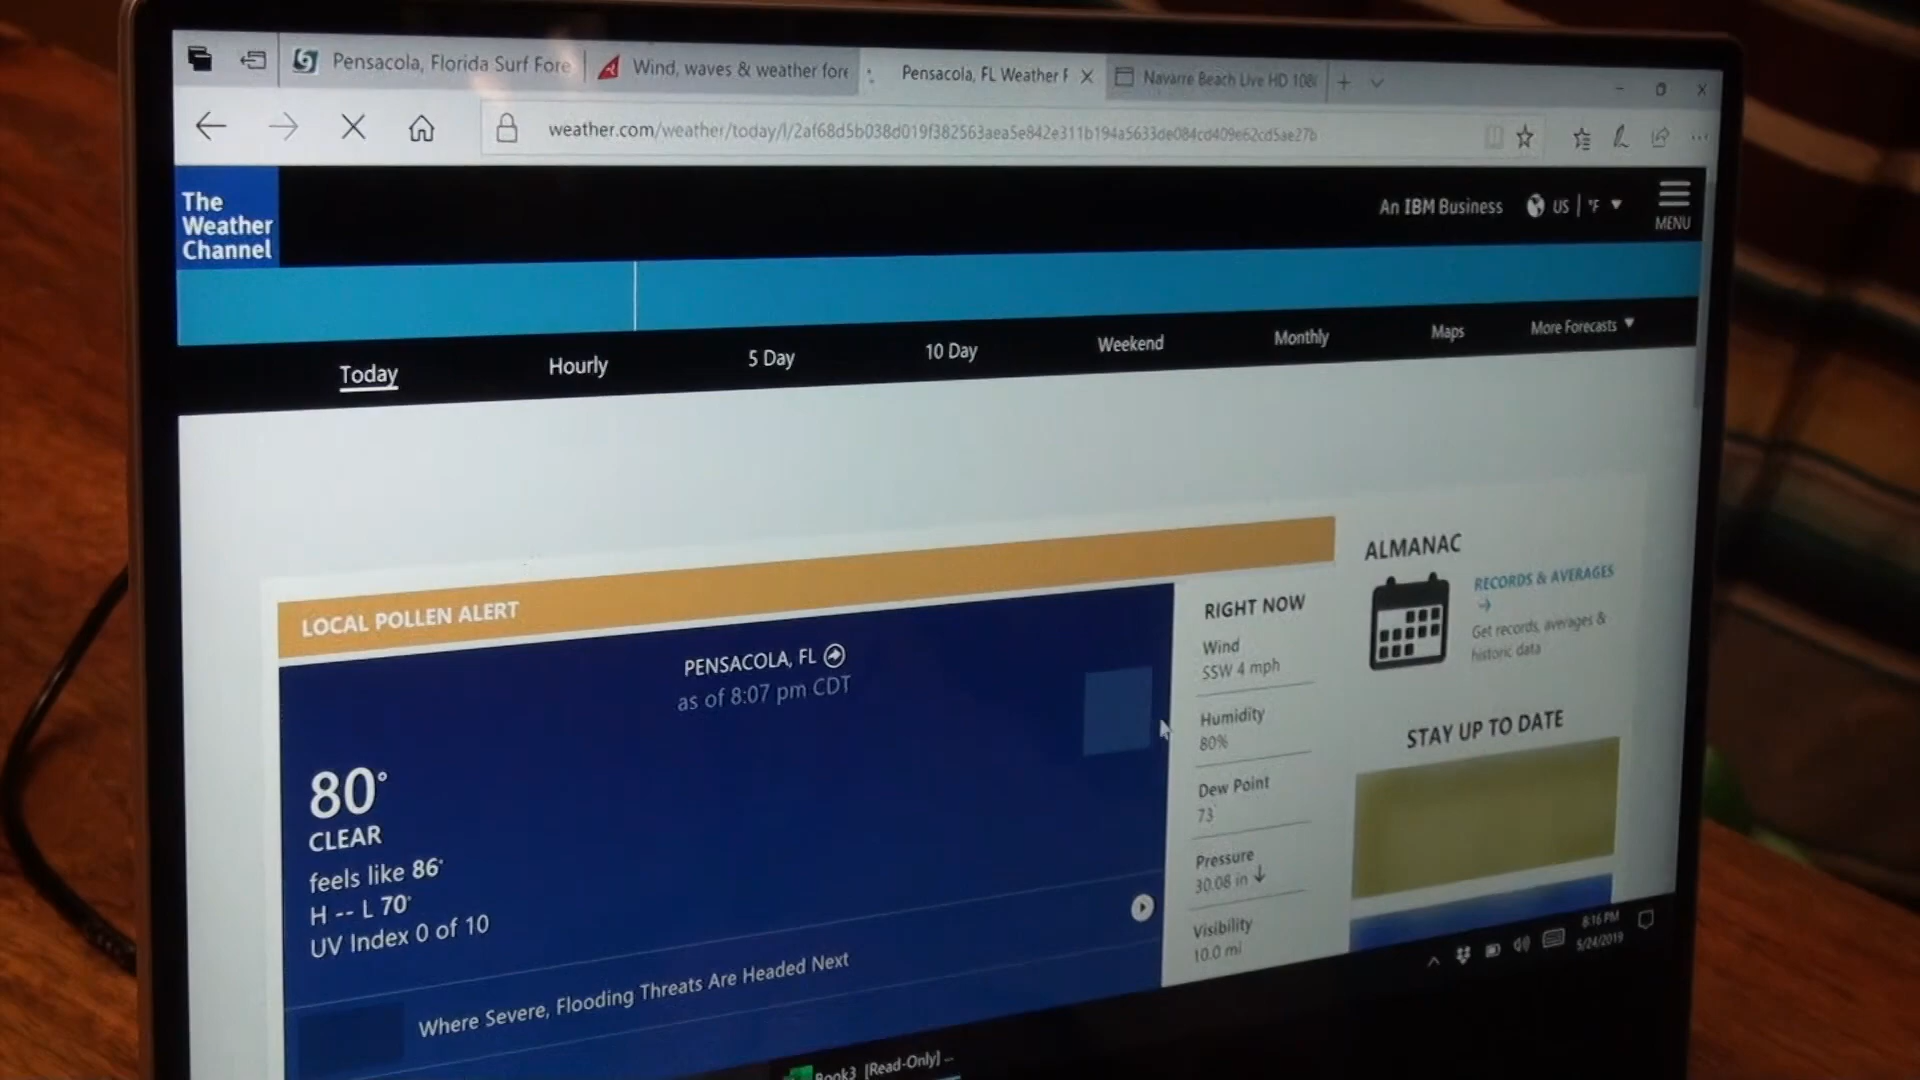 Pensacola, Florida Surf Fore
Wind, waves & weather fore
Pensacola, FL Weather F
Navarre Beach Live HD 108
weather.com/weather/today/l/2af68d5b038d019f382563aea5e842e311b194a5633de084cd409e62cd5ae27b
The
Weather
Channel
An IBM Business
US | °F
MENU
Today
Hourly
5 Day
10 Day
Weekend
Monthly
Maps
More Forecasts
LOCAL POLLEN ALERT
PENSACOLA, FL
as of 8:07 pm CDT
80°
CLEAR
feels like 86°
H -- L 70°
UV Index 0 of 10
Where Severe, Flooding Threats Are Headed Next
RIGHT NOW
Wind
SSW 4 mph
Humidity
80%
Dew Point
73°
Pressure
30.08 in ↓
Visibility
10.0 mi
ALMANAC
RECORDS & AVERAGES
Get records, averages &
historic data
STAY UP TO DATE
8:16 PM
5/24/2019
Book3 [Read-Only] -...